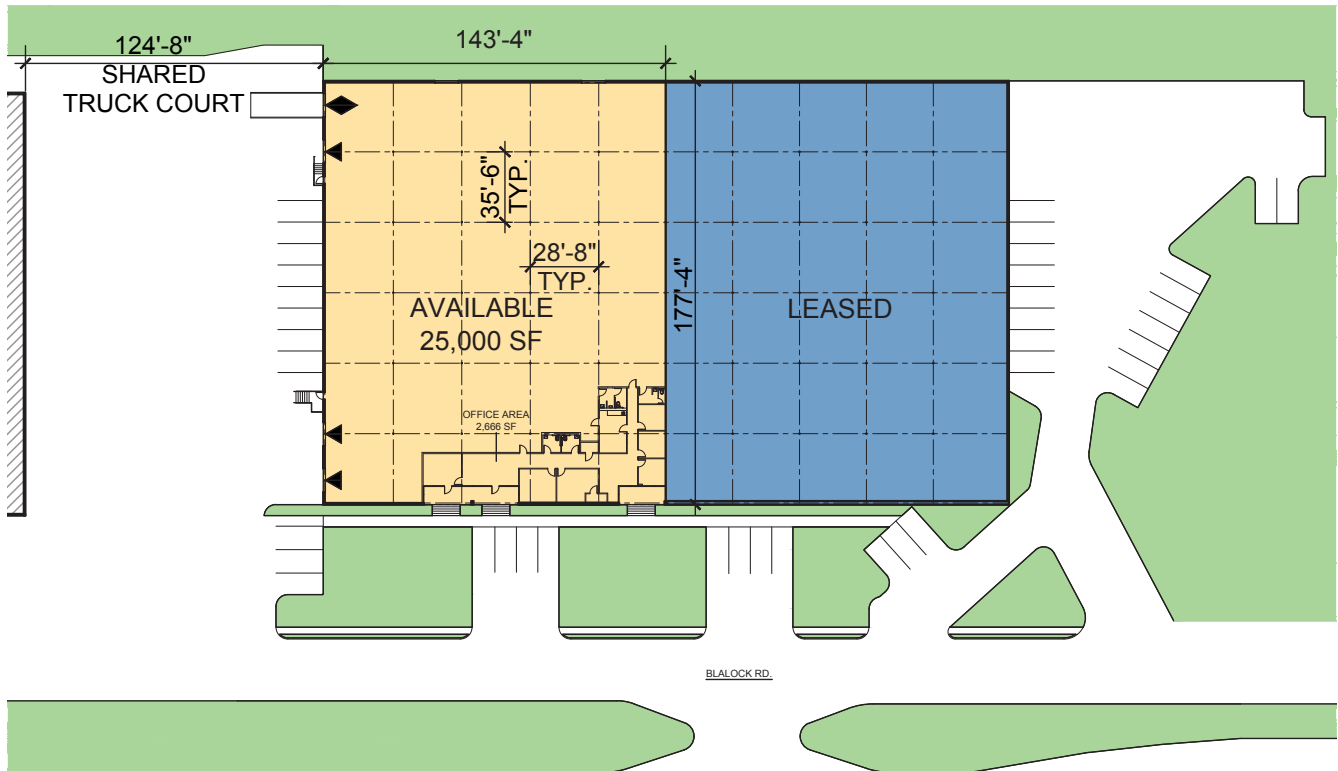 124'-8"
SHARED
TRUCK COURT
143'-4"
35'-6"
TYP.
28'-8"
TYP.
177'-4"
AVAILABLE
25,000 SF
LEASED
OFFICE AREA
2,666 SF
BLALOCK RD.